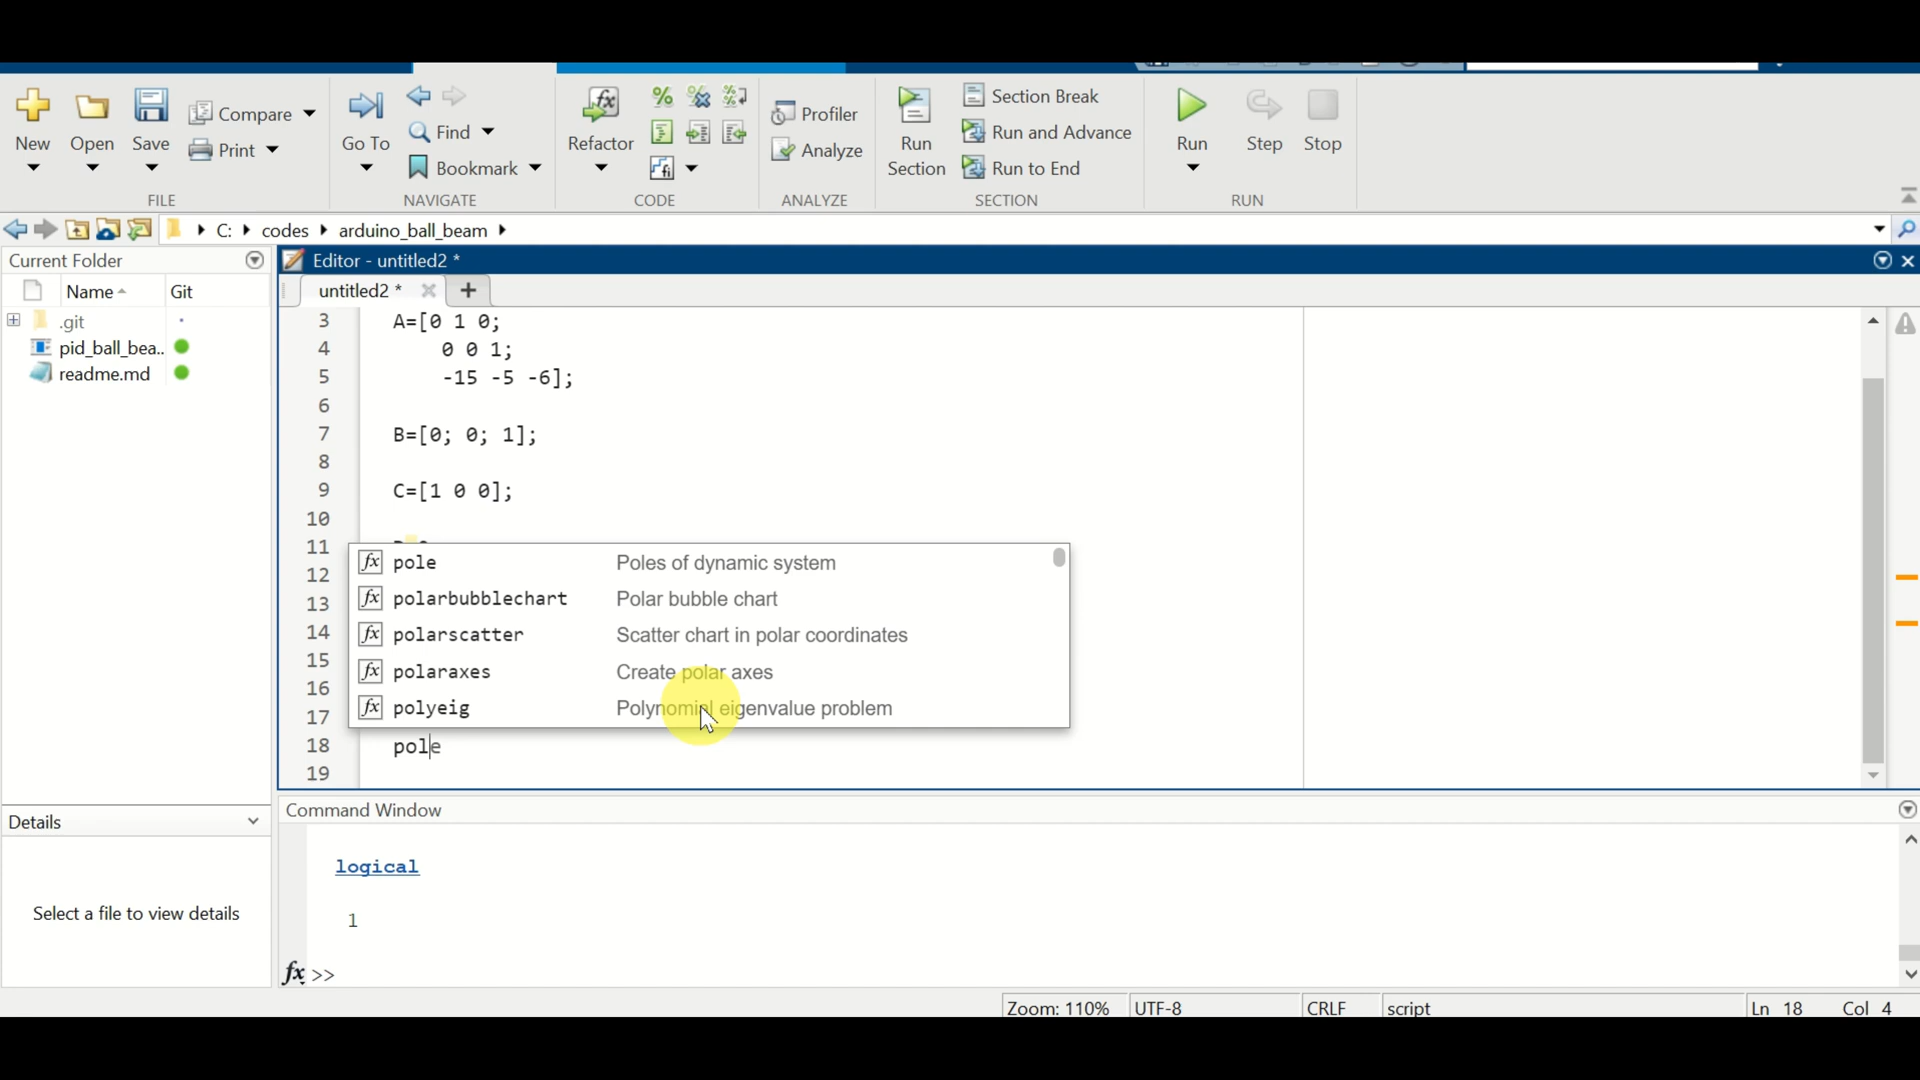 New
Open
Save
Compare
Print
FILE
Go To
Find
Bookmark
NAVIGATE
Refactor
CODE
Profiler
Analyze
ANALYZE
Run Section
Section Break
Run and Advance
Run to End
SECTION
Run
Step
Stop
RUN
C: codes arduino_ball_beam
Current Folder
Name
Git
.git
pid_ball_bea..
readme.md
Details
Select a file to view details
Editor - untitled2 *
untitled2 *
3 A=[0 1 0;
4 0 0 1;
5 -15 -5 -6];
6
7 B=[0; 0; 1];
8
9 C=[1 0 0];
10
11
12
13
14
15
16
17
18 pole
19
fx pole Poles of dynamic system
fx polarbubblechart Polar bubble chart
fx polarscatter Scatter chart in polar coordinates
fx polaraxes Create polar axes
fx polyeig Polynomial eigenvalue problem
Command Window
logical
1
fx >>
Zoom: 110% UTF-8 CRLF script Ln 18 Col 4